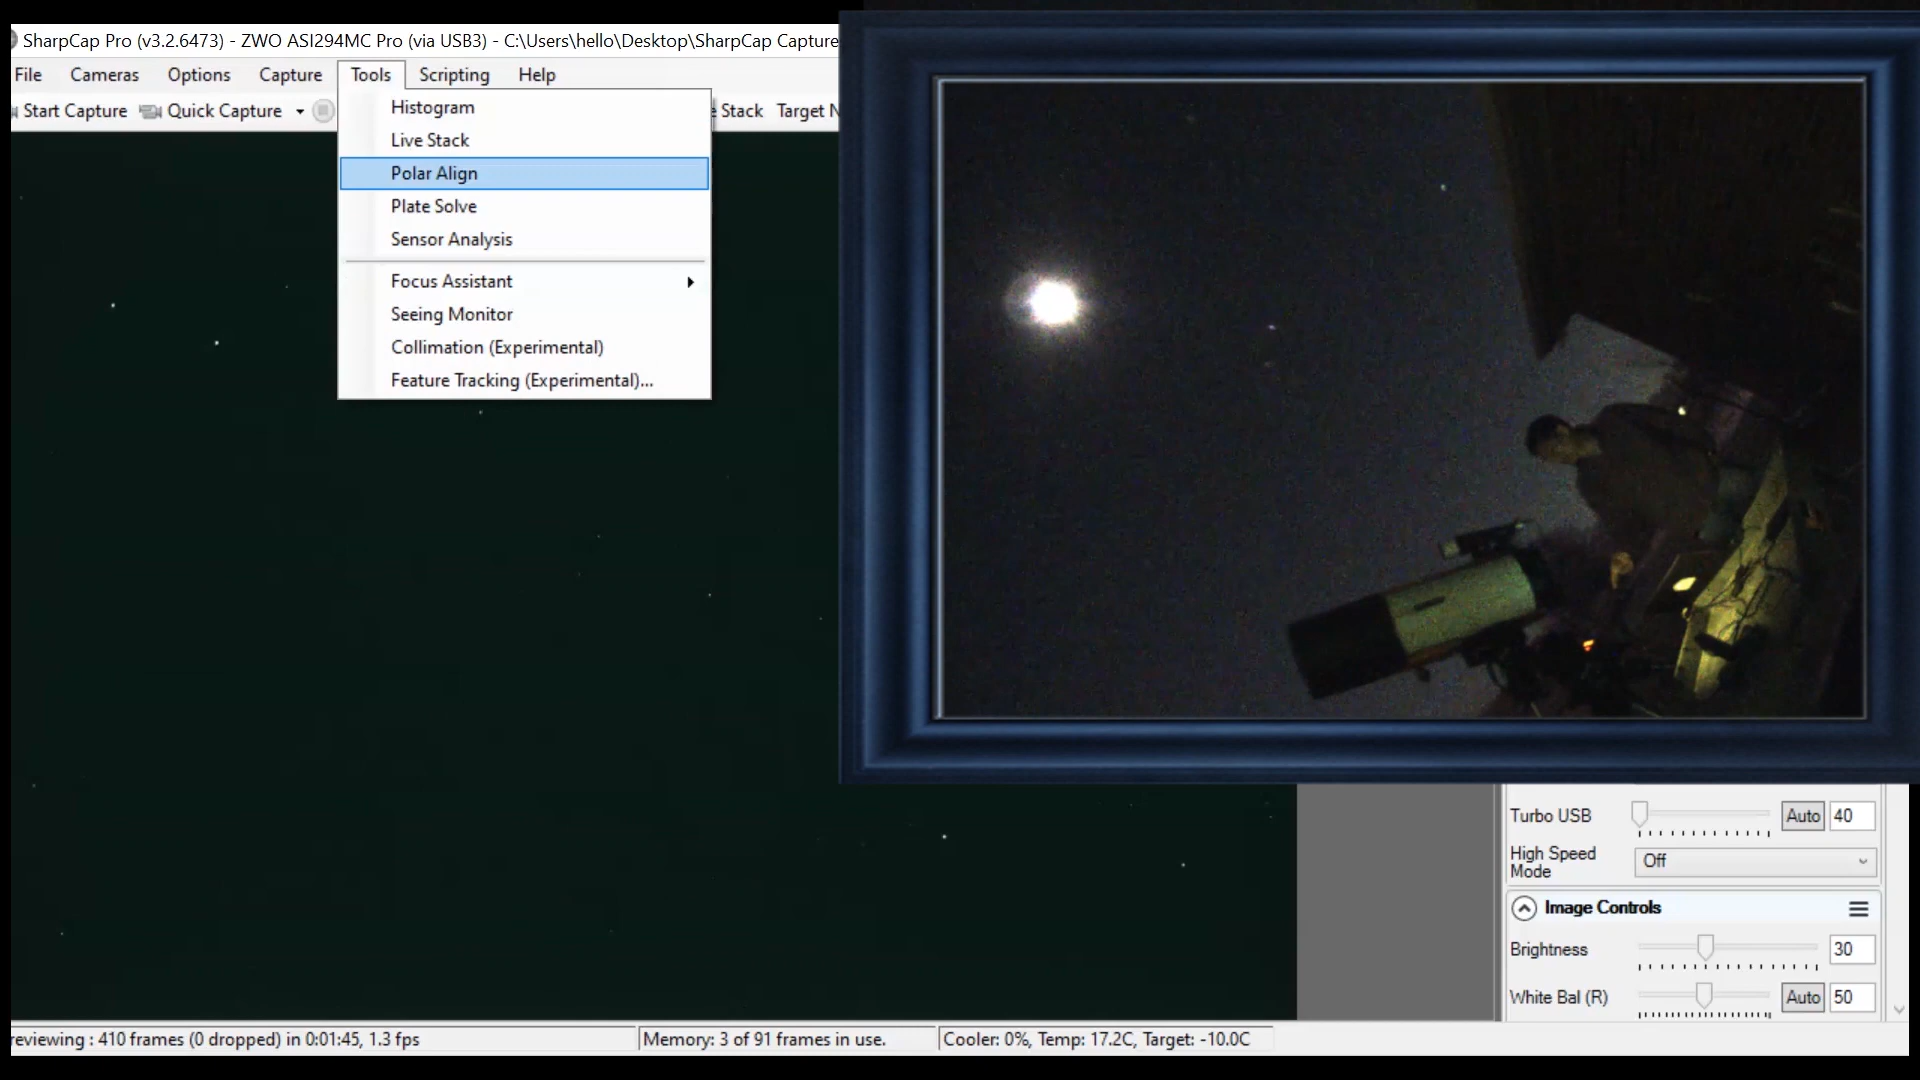 SharpCap Pro (v3.2.6473) - ZWO ASI294MC Pro (via USB3) - C:\Users\hello\Desktop\SharpCap Capture
File Cameras Options Capture Tools Scripting Help
Start Capture Quick Capture Stack Target N
Histogram
Live Stack
Polar Align
Plate Solve
Sensor Analysis
Focus Assistant
Seeing Monitor
Collimation (Experimental)
Feature Tracking (Experimental)...
Turbo USB Auto 40
High Speed
Mode Off
Image Controls
Brightness 30
White Bal (R) Auto 50
reviewing : 410 frames (0 dropped) in 0:01:45, 1.3 fps Memory: 3 of 91 frames in use. Cooler: 0%, Temp: 17.2C, Target: -10.0C